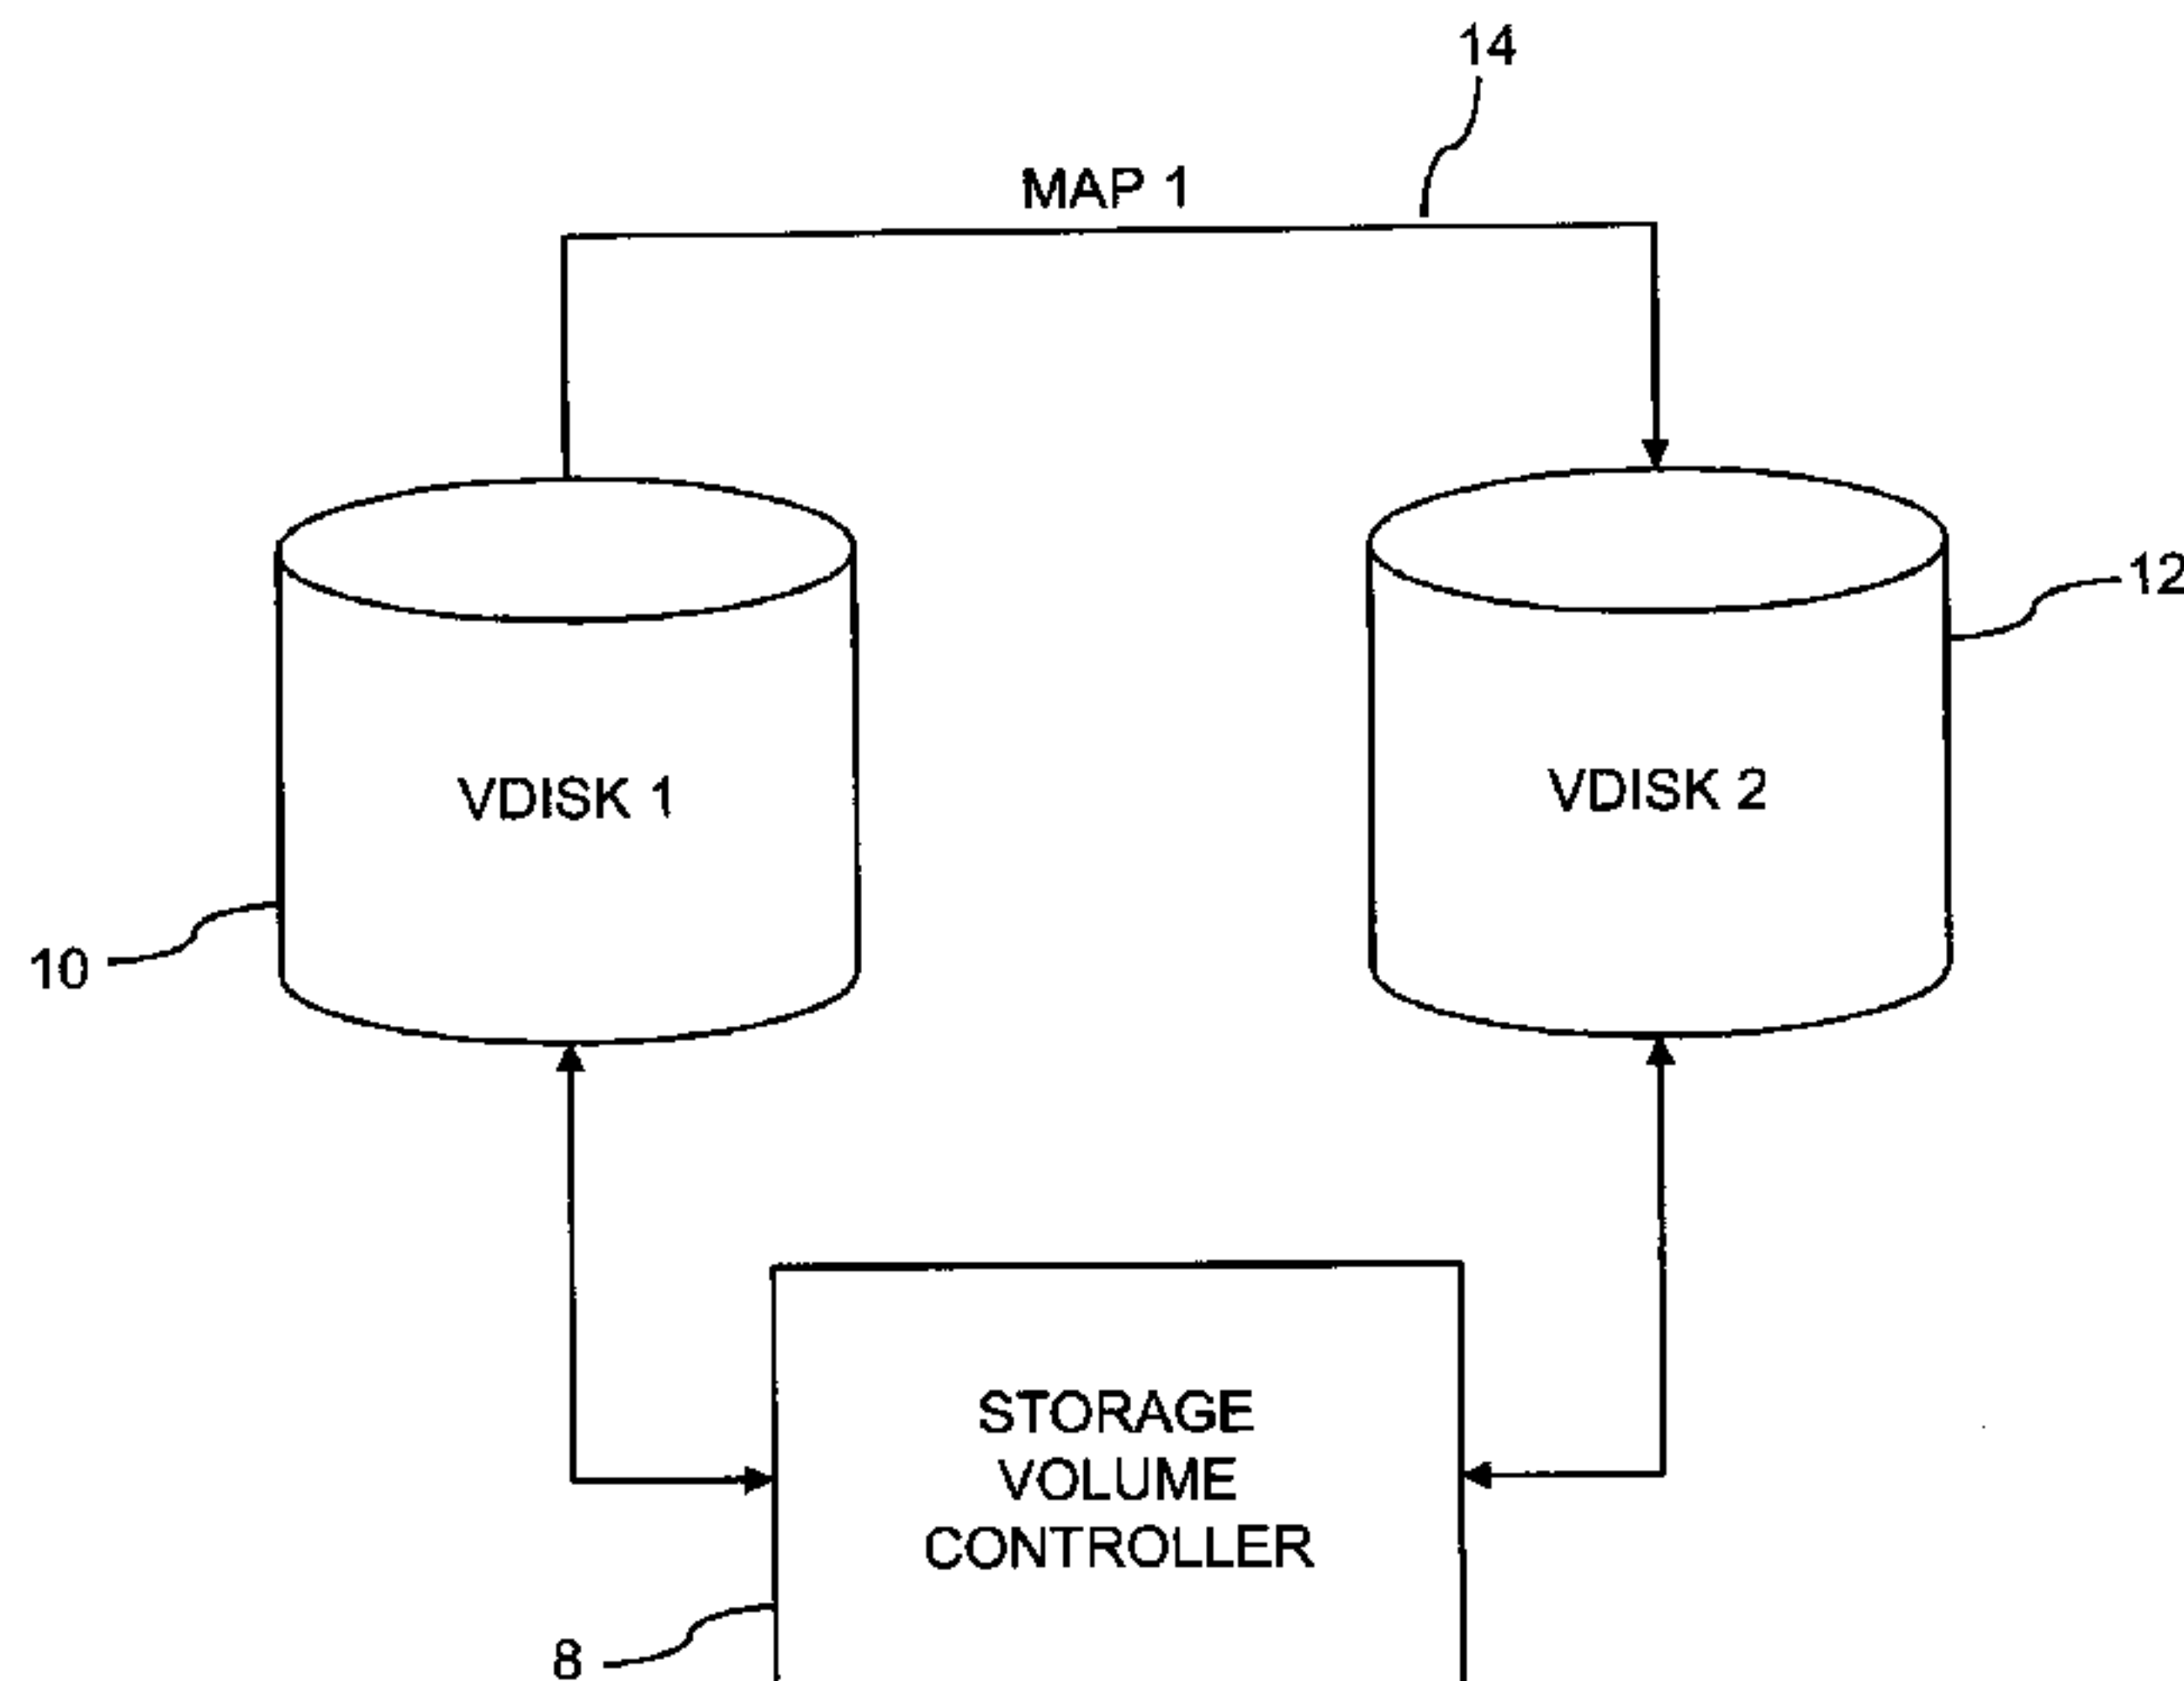 14
MAP 1
12
VDISK 1
VDISK 2
10
STORAGE
VOLUME
CONTROLLER
8